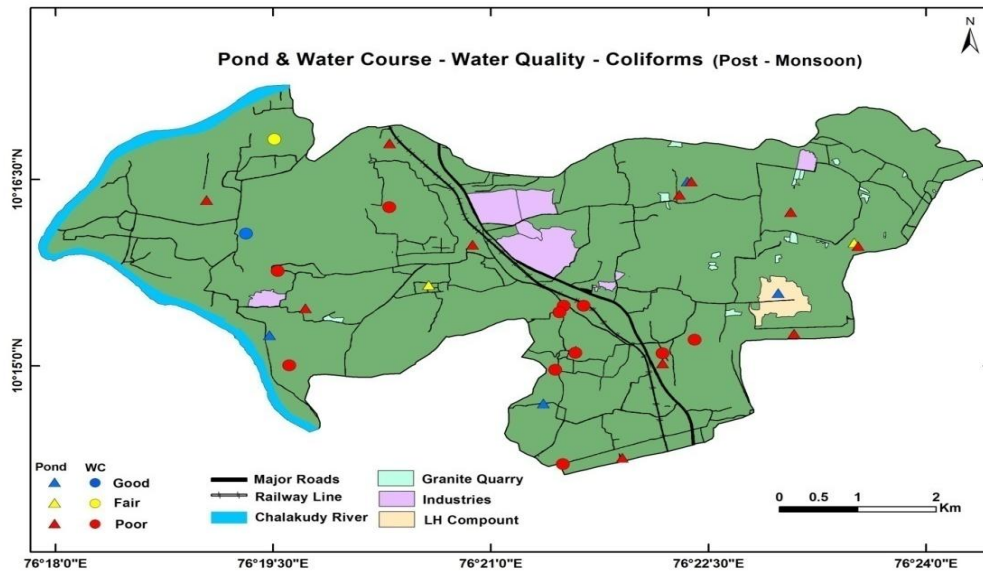 N
Pond & Water Course - Water Quality - Coliforms (Post - Monsoon)
10°16'30"N
10°15'0"N
Pond WC
Good
Fair
Poor
Major Roads
Railway Line
Chalakudy River
Granite Quarry
Industries
LH Compount
0 0.5 1 2
Km
76°18'0"E 76°19'30"E 76°21'0"E 76°22'30"E 76°24'0"E